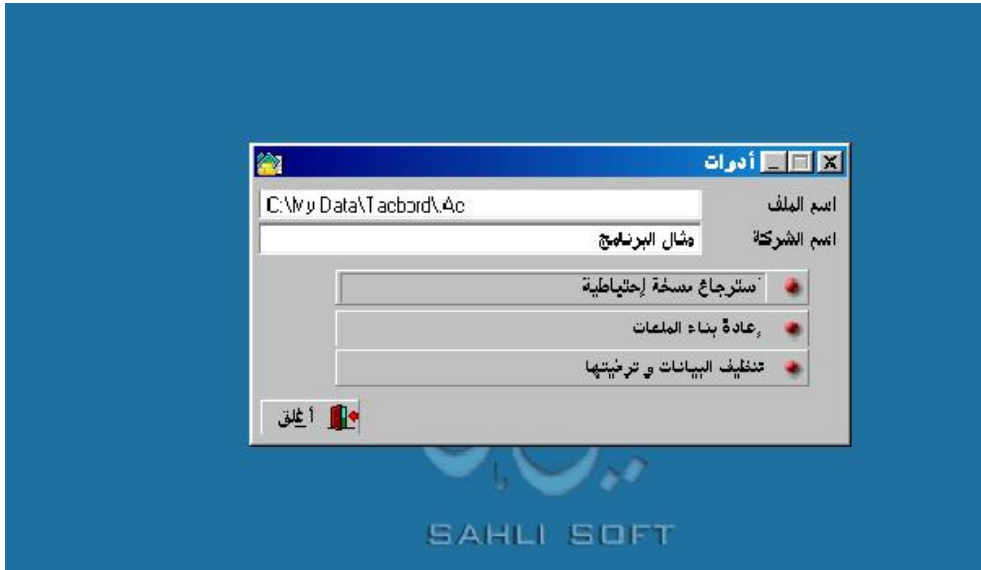 أدوات
اسم الملف C:\My Data\Tacbord\.Ac
اسم الشركة مثال البرنامج
استرجاع نسخة إحتياطية
إعادة بناء الملفات
تنظيف البيانات و ترتيبها
أغلق
SAHLI SOFT